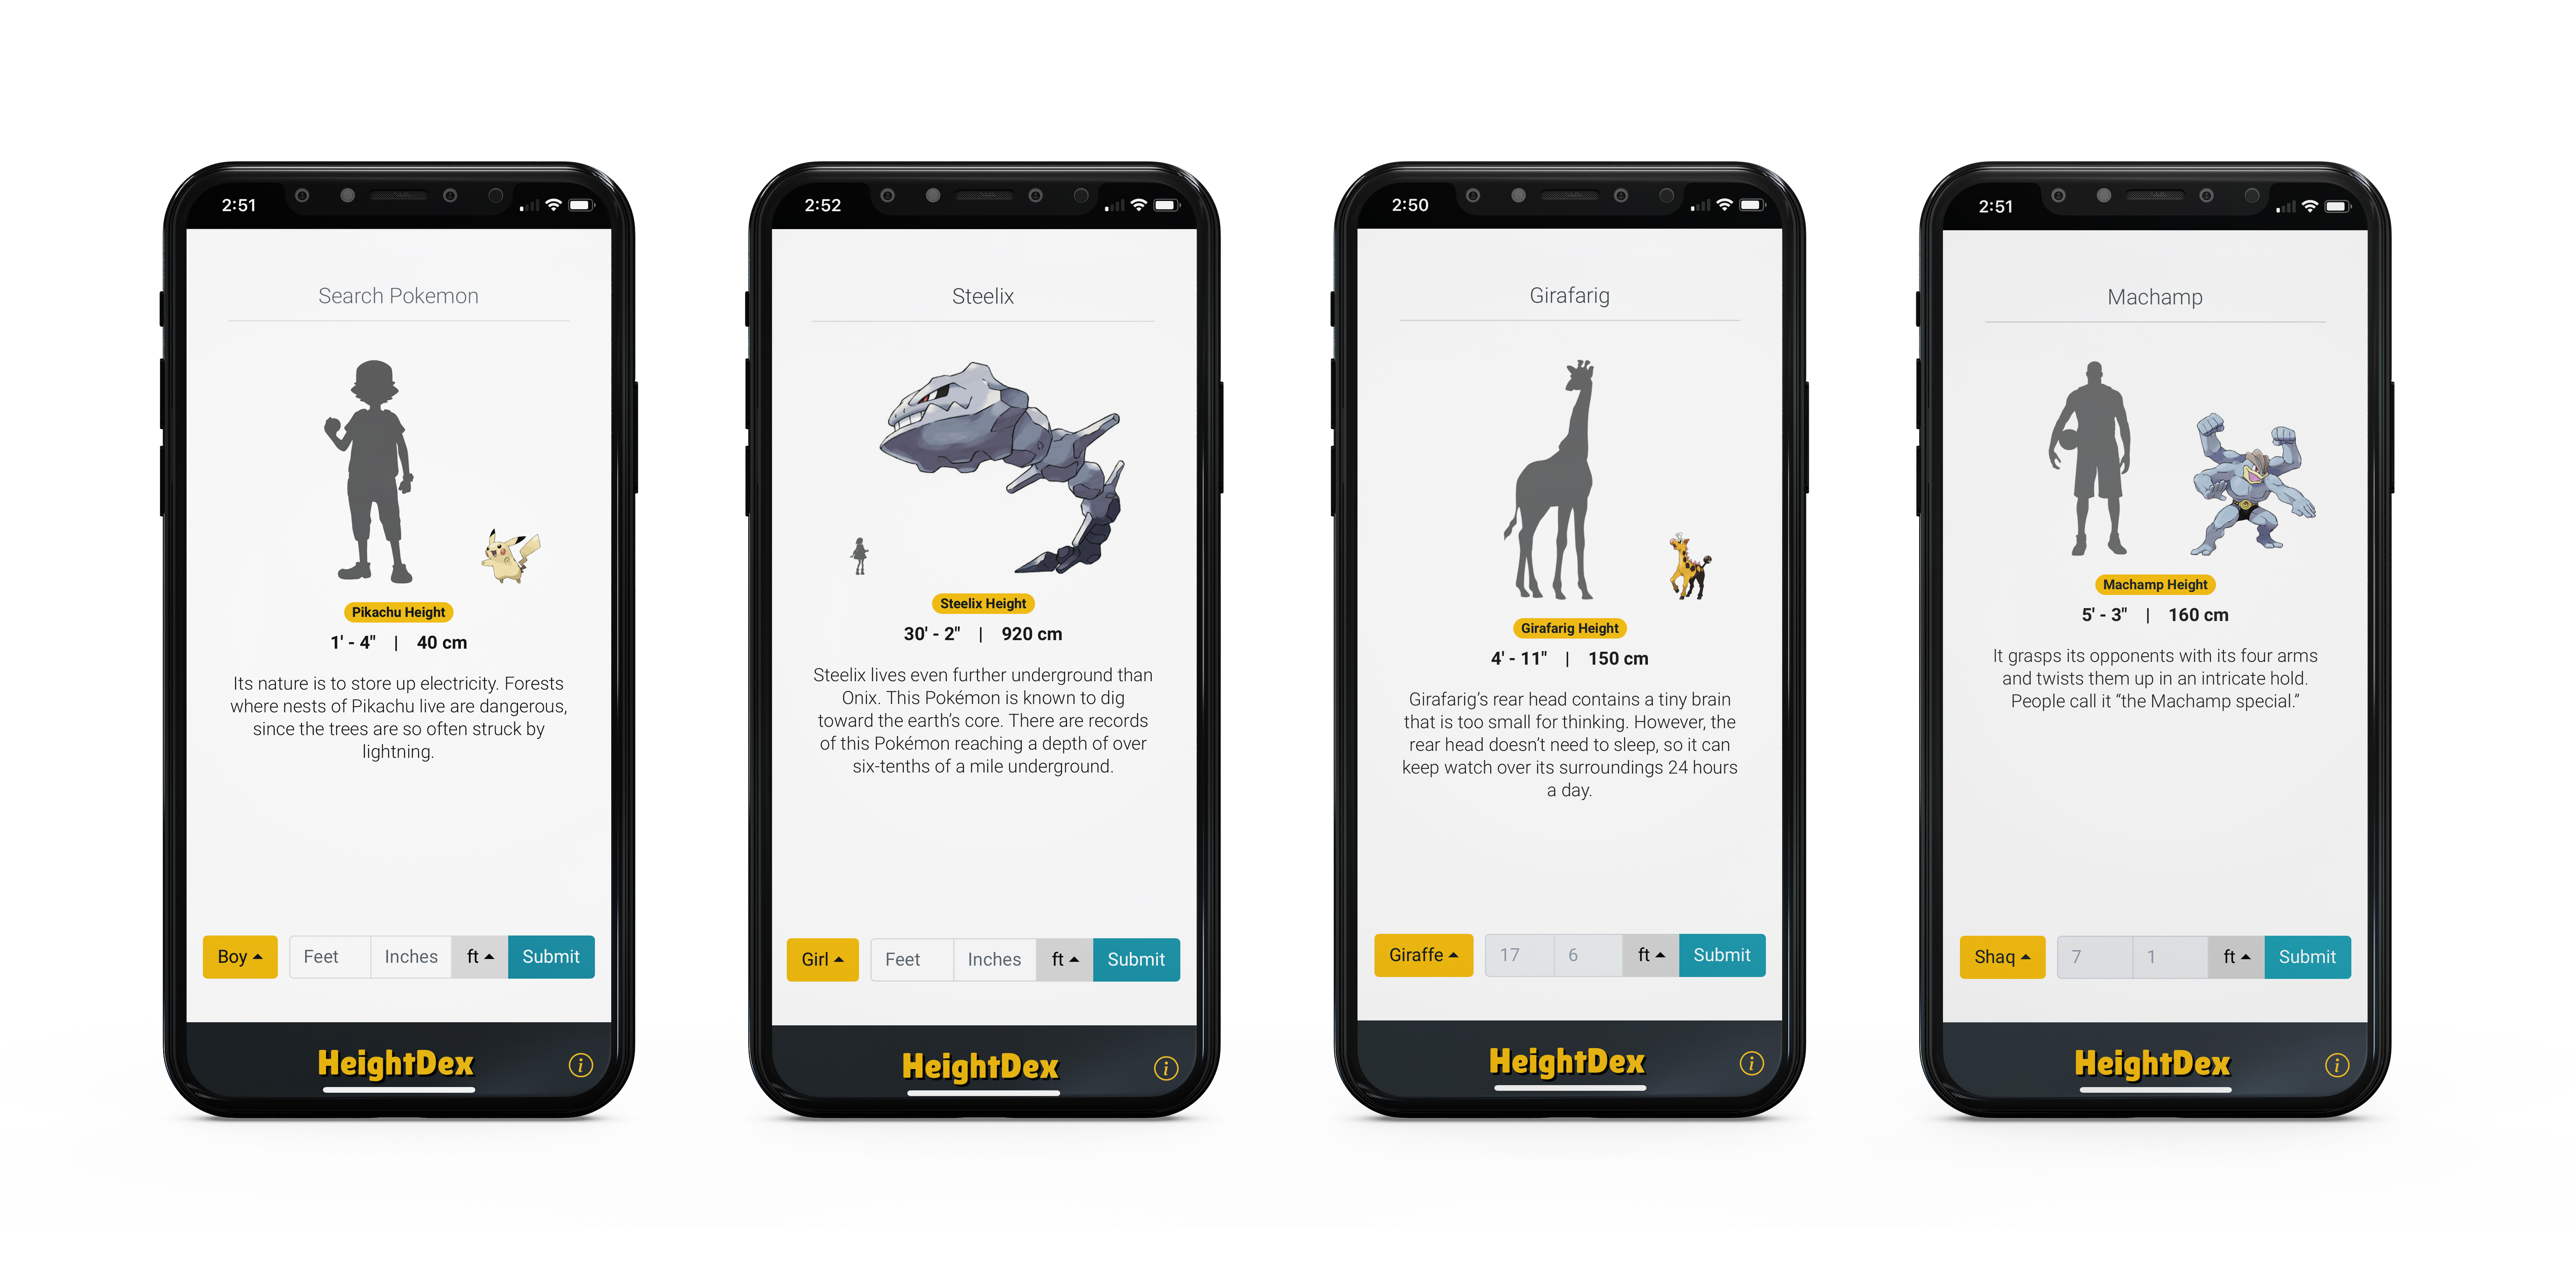 2:51
Search Pokemon
Pikachu Height
1' - 4" | 40 cm
Its nature is to store up electricity. Forests
where nests of Pikachu live are dangerous,
since the trees are so often struck by
lightning.
Boy
Feet
Inches
ft
Submit
HeightDex
i
2:52
Steelix
Steelix Height
30' - 2" | 920 cm
Steelix lives even further underground than
Onix. This Pokémon is known to dig
toward the earth’s core. There are records
of this Pokémon reaching a depth of over
six-tenths of a mile underground.
Girl
Feet
Inches
ft
Submit
HeightDex
i
2:50
Girafarig
Girafarig Height
4' - 11" | 150 cm
Girafarig’s rear head contains a tiny brain
that is too small for thinking. However, the
rear head doesn’t need to sleep, so it can
keep watch over its surroundings 24 hours
a day.
Giraffe
17
6
ft
Submit
HeightDex
i
2:51
Machamp
Machamp Height
5' - 3" | 160 cm
It grasps its opponents with its four arms
and twists them up in an intricate hold.
People call it “the Machamp special.”
Shaq
7
1
ft
Submit
HeightDex
i